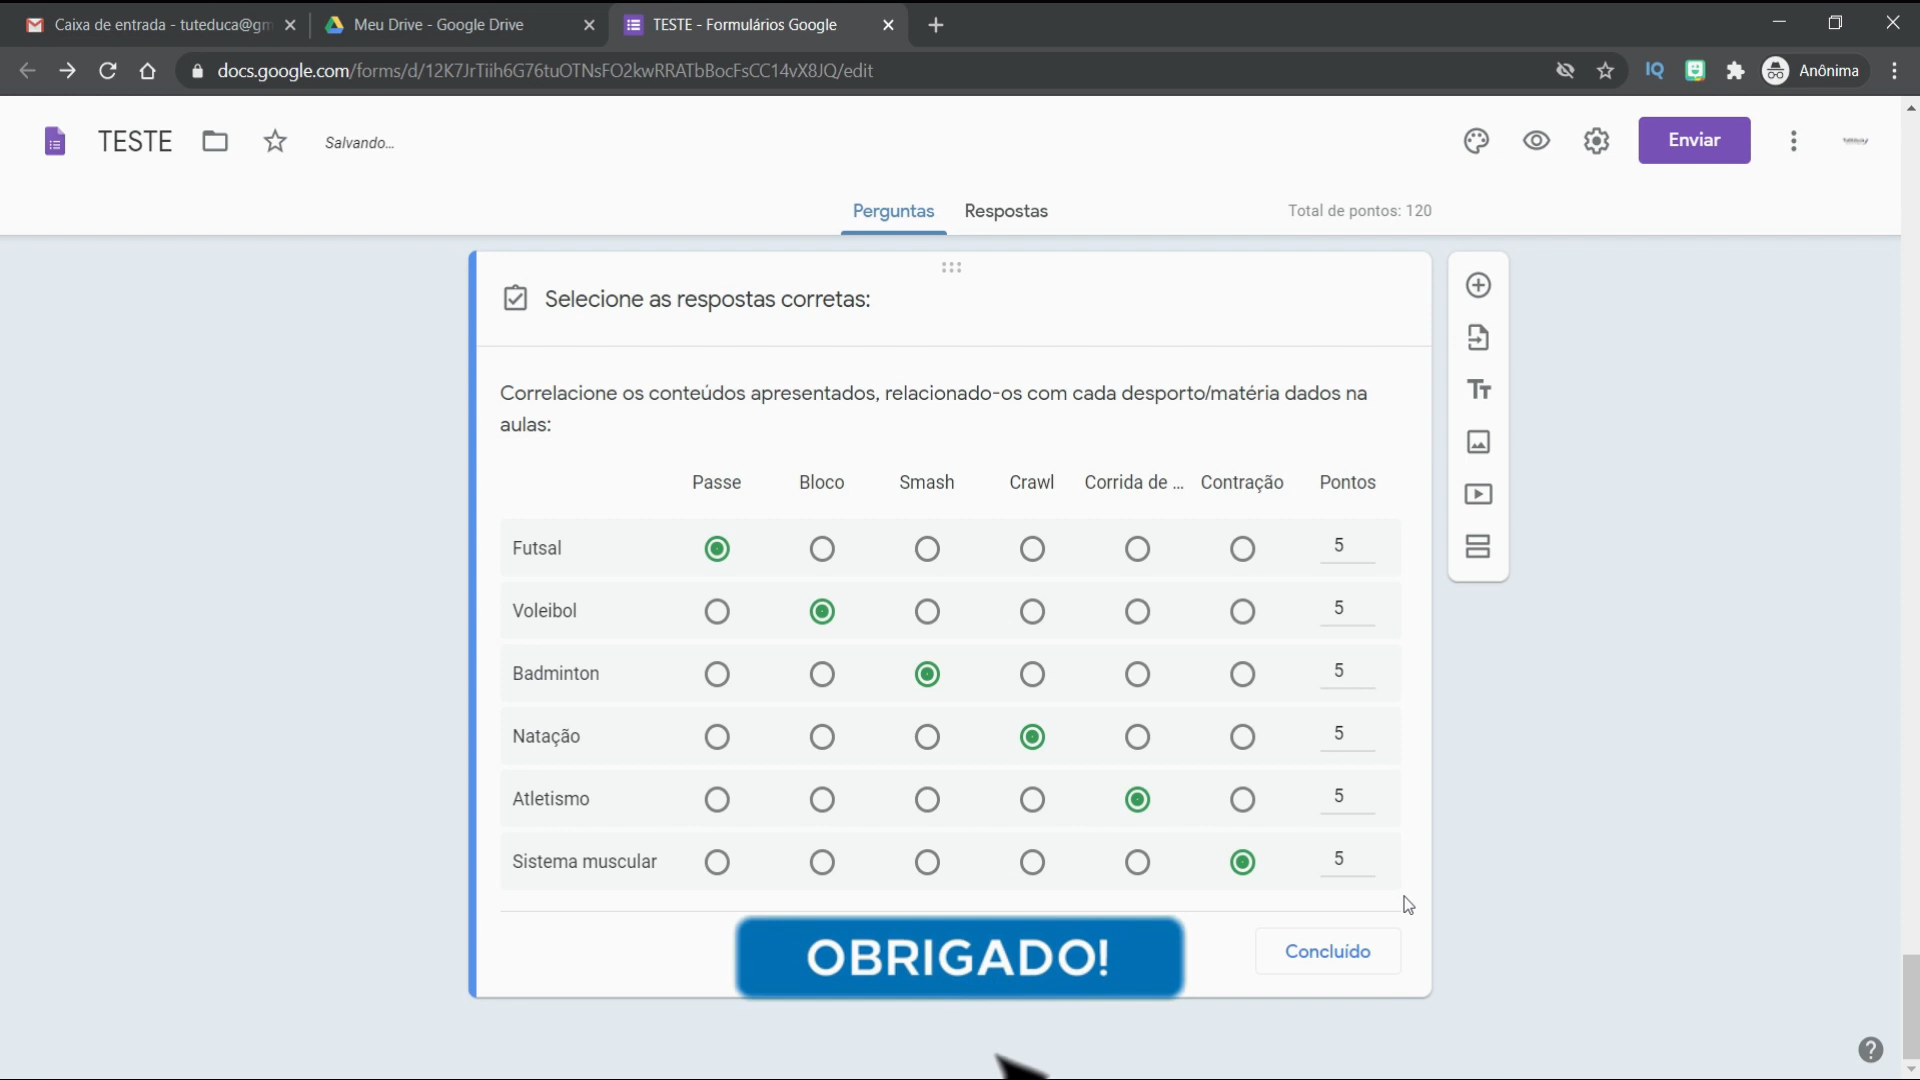 Caixa de entrada - tuteduca@gm
Meu Drive - Google Drive
TESTE - Formulários Google
docs.google.com/forms/d/12K7JrTiih6G76tuOTNsFO2kwRRATbBocFsCC14vX8JQ/edit
IQ
Anônima
TESTE
Salvando...
Enviar
Perguntas
Respostas
Total de pontos: 120
Selecione as respostas corretas:
Correlacione os conteúdos apresentados, relacionado-os com cada desporto/matéria dados na
aulas:
Passe Bloco Smash Crawl Corrida de ... Contração Pontos
Futsal 5
Voleibol 5
Badminton 5
Natação 5
Atletismo 5
Sistema muscular 5
OBRIGADO!
Concluído